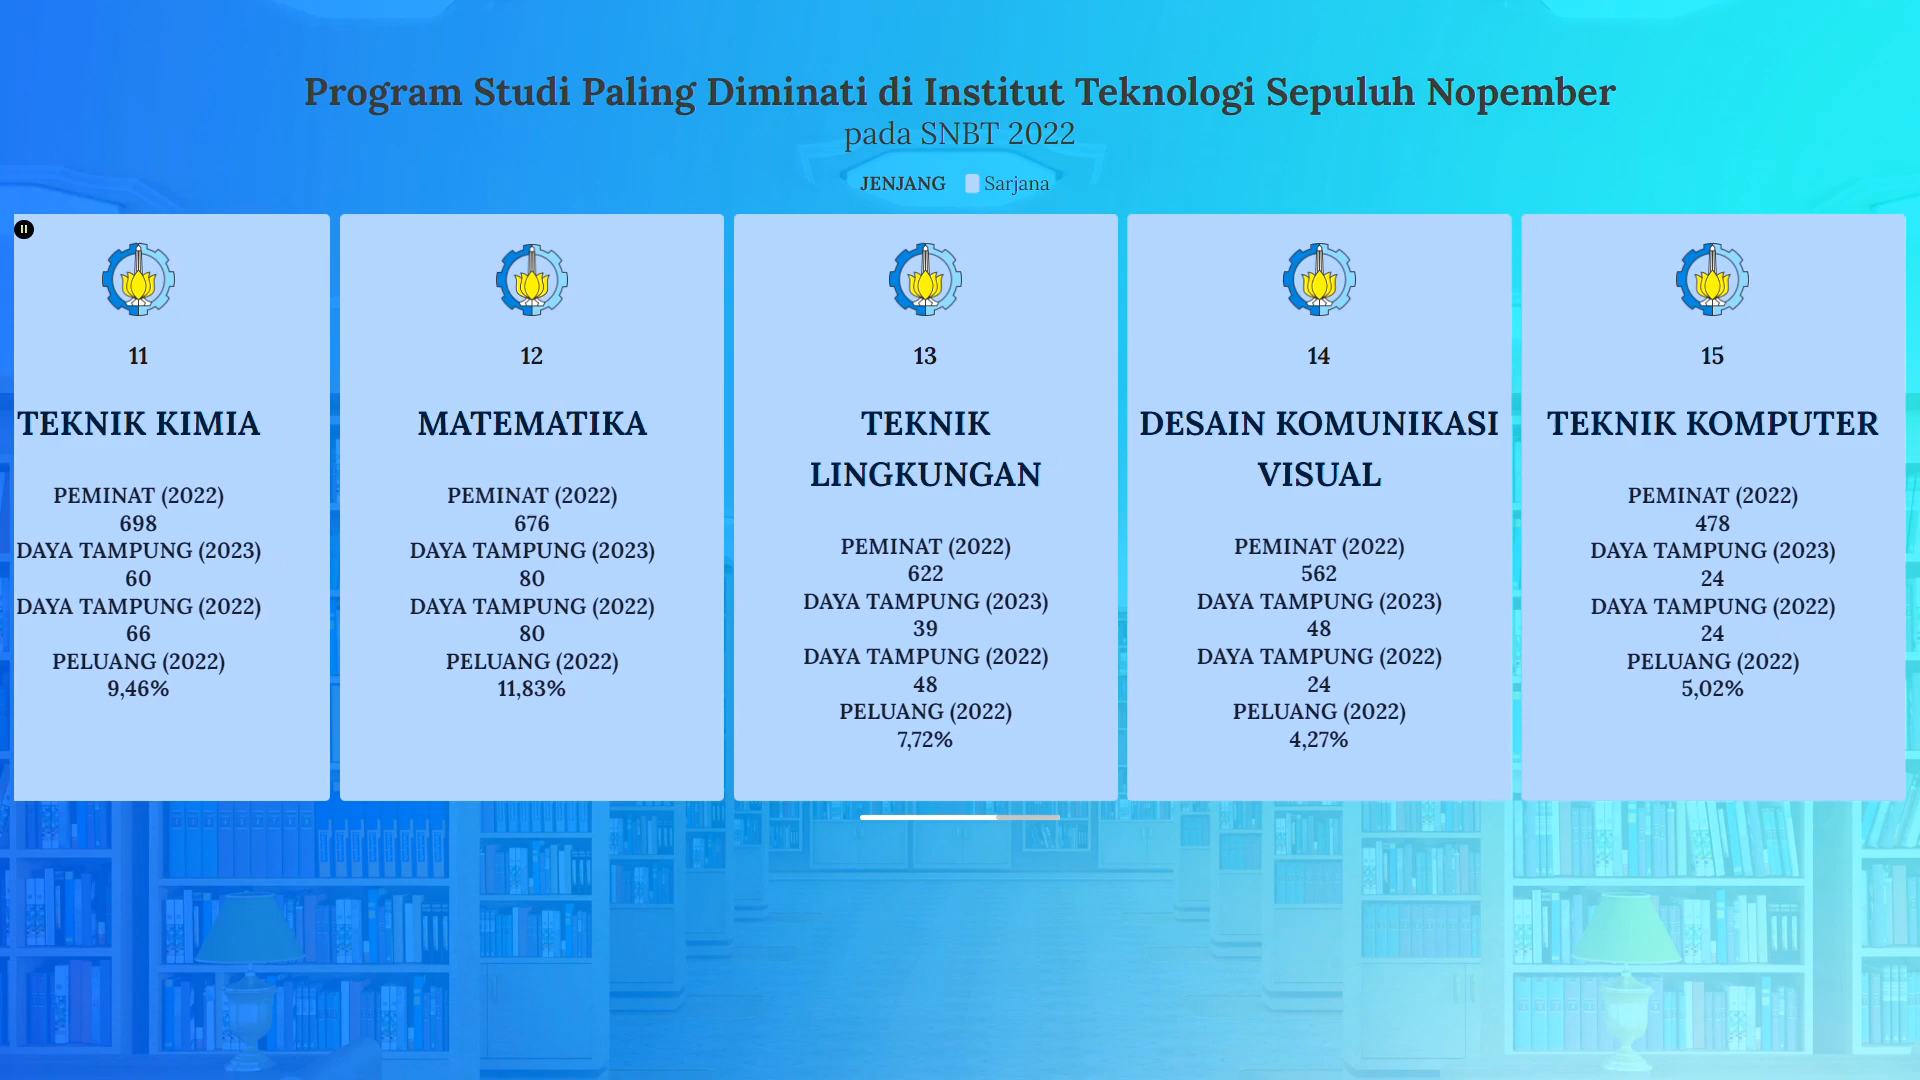 Program Studi Paling Diminati di Institut Teknologi Sepuluh Nopember
pada SNBT 2022
JENJANG Sarjana
11
TEKNIK KIMIA
PEMINAT (2022)
698
DAYA TAMPUNG (2023)
60
DAYA TAMPUNG (2022)
66
PELUANG (2022)
9,46%
12
MATEMATIKA
PEMINAT (2022)
676
DAYA TAMPUNG (2023)
80
DAYA TAMPUNG (2022)
80
PELUANG (2022)
11,83%
13
TEKNIK
LINGKUNGAN
PEMINAT (2022)
622
DAYA TAMPUNG (2023)
39
DAYA TAMPUNG (2022)
48
PELUANG (2022)
7,72%
14
DESAIN KOMUNIKASI
VISUAL
PEMINAT (2022)
562
DAYA TAMPUNG (2023)
48
DAYA TAMPUNG (2022)
24
PELUANG (2022)
4,27%
15
TEKNIK KOMPUTER
PEMINAT (2022)
478
DAYA TAMPUNG (2023)
24
DAYA TAMPUNG (2022)
24
PELUANG (2022)
5,02%